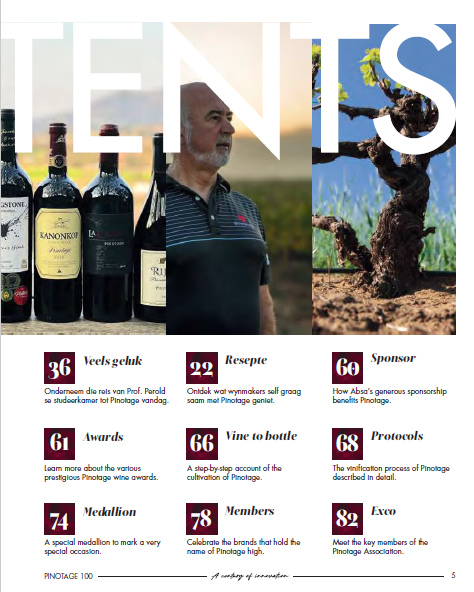 TENTS
GSTONE
KANONKOP
Pinotage
LA
PINOTAGE
36 Veels geluk
Onderneem die reis van Prof. Perold
se studeerkamer tot Pinotage vandag.
22 Resepte
Ontdek wat wynmakers self graag
saam met Pinotage geniet.
60 Sponsor
How Absa's generous sponsorship
benefits Pinotage.
61 Awards
Learn more about the various
prestigious Pinotage wine awards.
66 Vine to bottle
A step-by-step account of the
cultivation of Pinotage.
68 Protocols
The vinification process of Pinotage
described in detail.
74 Medallion
A special medallion to mark a very
special occasion.
78 Members
Celebrate the brands that hold the
name of Pinotage high.
82 Exco
Meet the key members of the
Pinotage Association.
PINOTAGE 100 A century of innovation 5